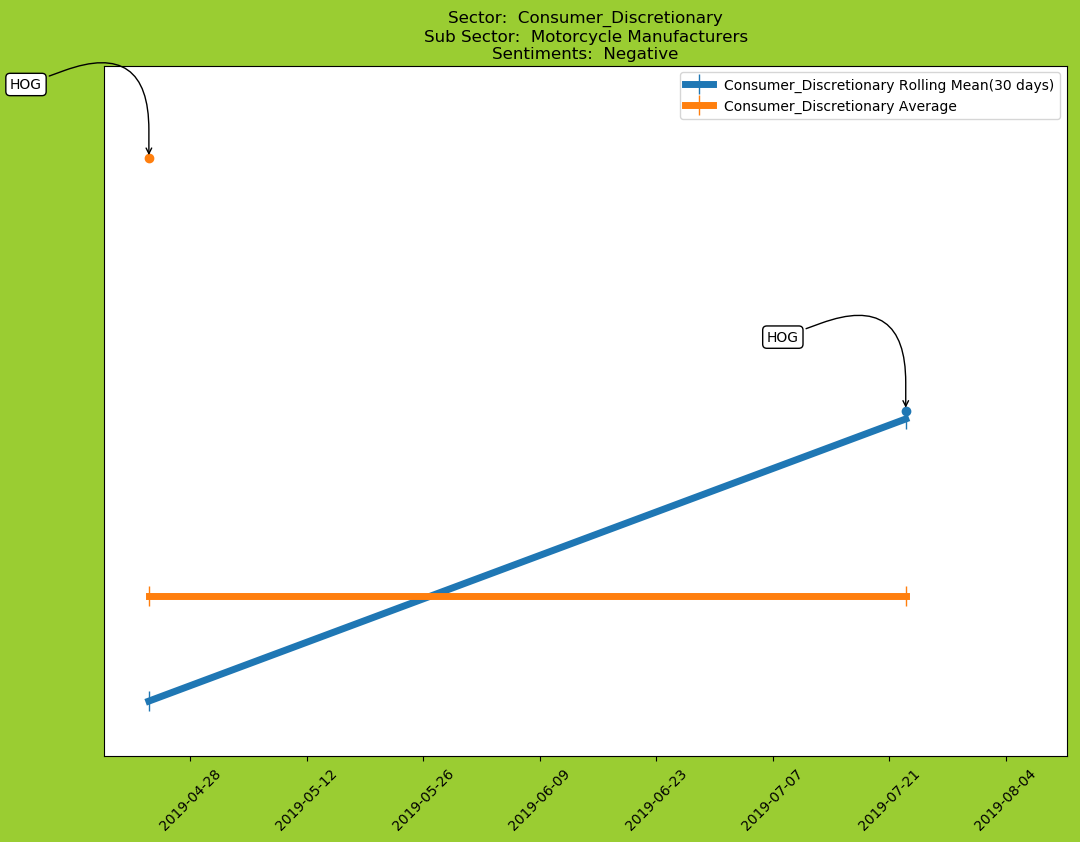 Sector:  Consumer_Discretionary
Sub Sector:  Motorcycle Manufacturers
Sentiments:  Negative
HOG
Consumer_Discretionary Rolling Mean(30 days)
Consumer_Discretionary Average
HOG
2019-04-28
2019-05-12
2019-05-26
2019-06-09
2019-06-23
2019-07-07
2019-07-21
2019-08-04